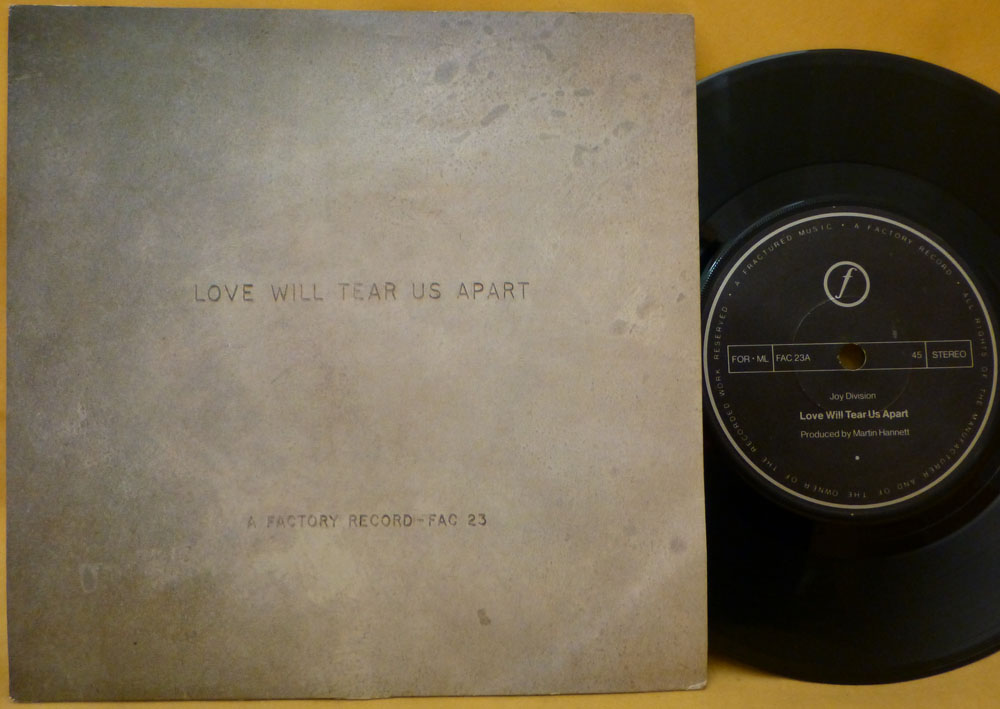 LOVE WILL TEAR US APART
A FACTORY RECORD-FAC 23
A FRACTURED MUSIC • A FACTORY RECORD • ALL RIGHTS OF THE MANUFACTURER AND OF THE OWNER OF THE RECORDED WORK RESERVED •
f
FOR • ML FAC 23A 45 STEREO
Joy Division
Love Will Tear Us Apart
Produced by Martin Hannett